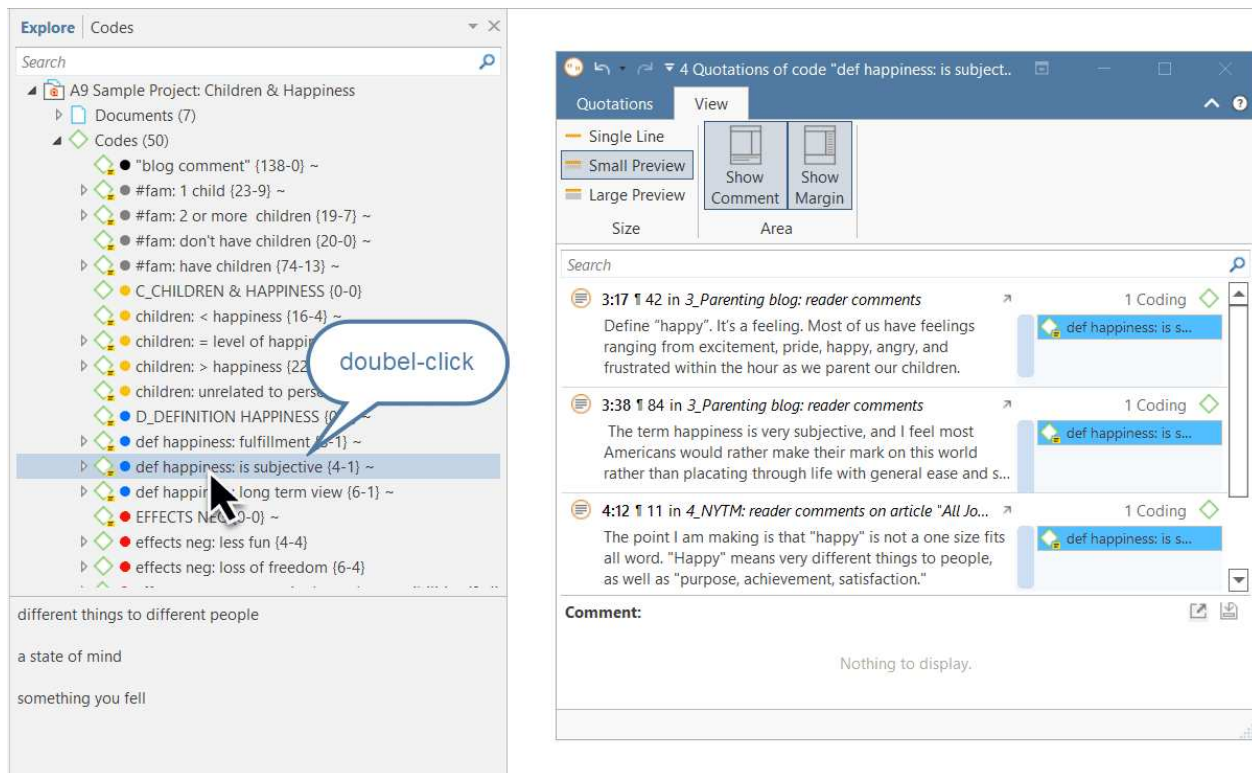 Explore Codes
Search
A9 Sample Project: Children & Happiness
Documents (7)
Codes (50)
"blog comment" {138-0} ~
#fam: 1 child {23-9} ~
#fam: 2 or more children {19-7} ~
#fam: don't have children {20-0} ~
#fam: have children {74-13} ~
C_CHILDREN & HAPPINESS {0-0}
children: < happiness {16-4} ~
children: = level of happi
children: > happiness {22
children: unrelated to pers
D_DEFINITION HAPPINESS {0 ~
def happiness: fulfillment -1} ~
def happiness: is subjective {4-1} ~
def happin : long term view {6-1} ~
EFFECTS NE 0-0} ~
effects neg: less fun {4-4}
effects neg: loss of freedom {6-4}
doubel-click
different things to different people
a state of mind
something you fell
4 Quotations of code "def happiness: is subject..
Quotations View
Single Line
Small Preview
Large Preview
Size
Show Comment
Show Margin
Area
Search
3:17 ¶ 42 in 3_Parenting blog: reader comments 1 Coding
Define “happy”. It’s a feeling. Most of us have feelings
ranging from excitement, pride, happy, angry, and
frustrated within the hour as we parent our children.
def happiness: is s...
3:38 ¶ 84 in 3_Parenting blog: reader comments 1 Coding
The term happiness is very subjective, and I feel most
Americans would rather make their mark on this world
rather than placating through life with general ease and s...
def happiness: is s...
4:12 ¶ 11 in 4_NYTM: reader comments on article "All Jo... 1 Coding
The point I am making is that "happy" is not a one size fits
all word. "Happy" means very different things to people,
as well as "purpose, achievement, satisfaction."
def happiness: is s...
Comment:
Nothing to display.